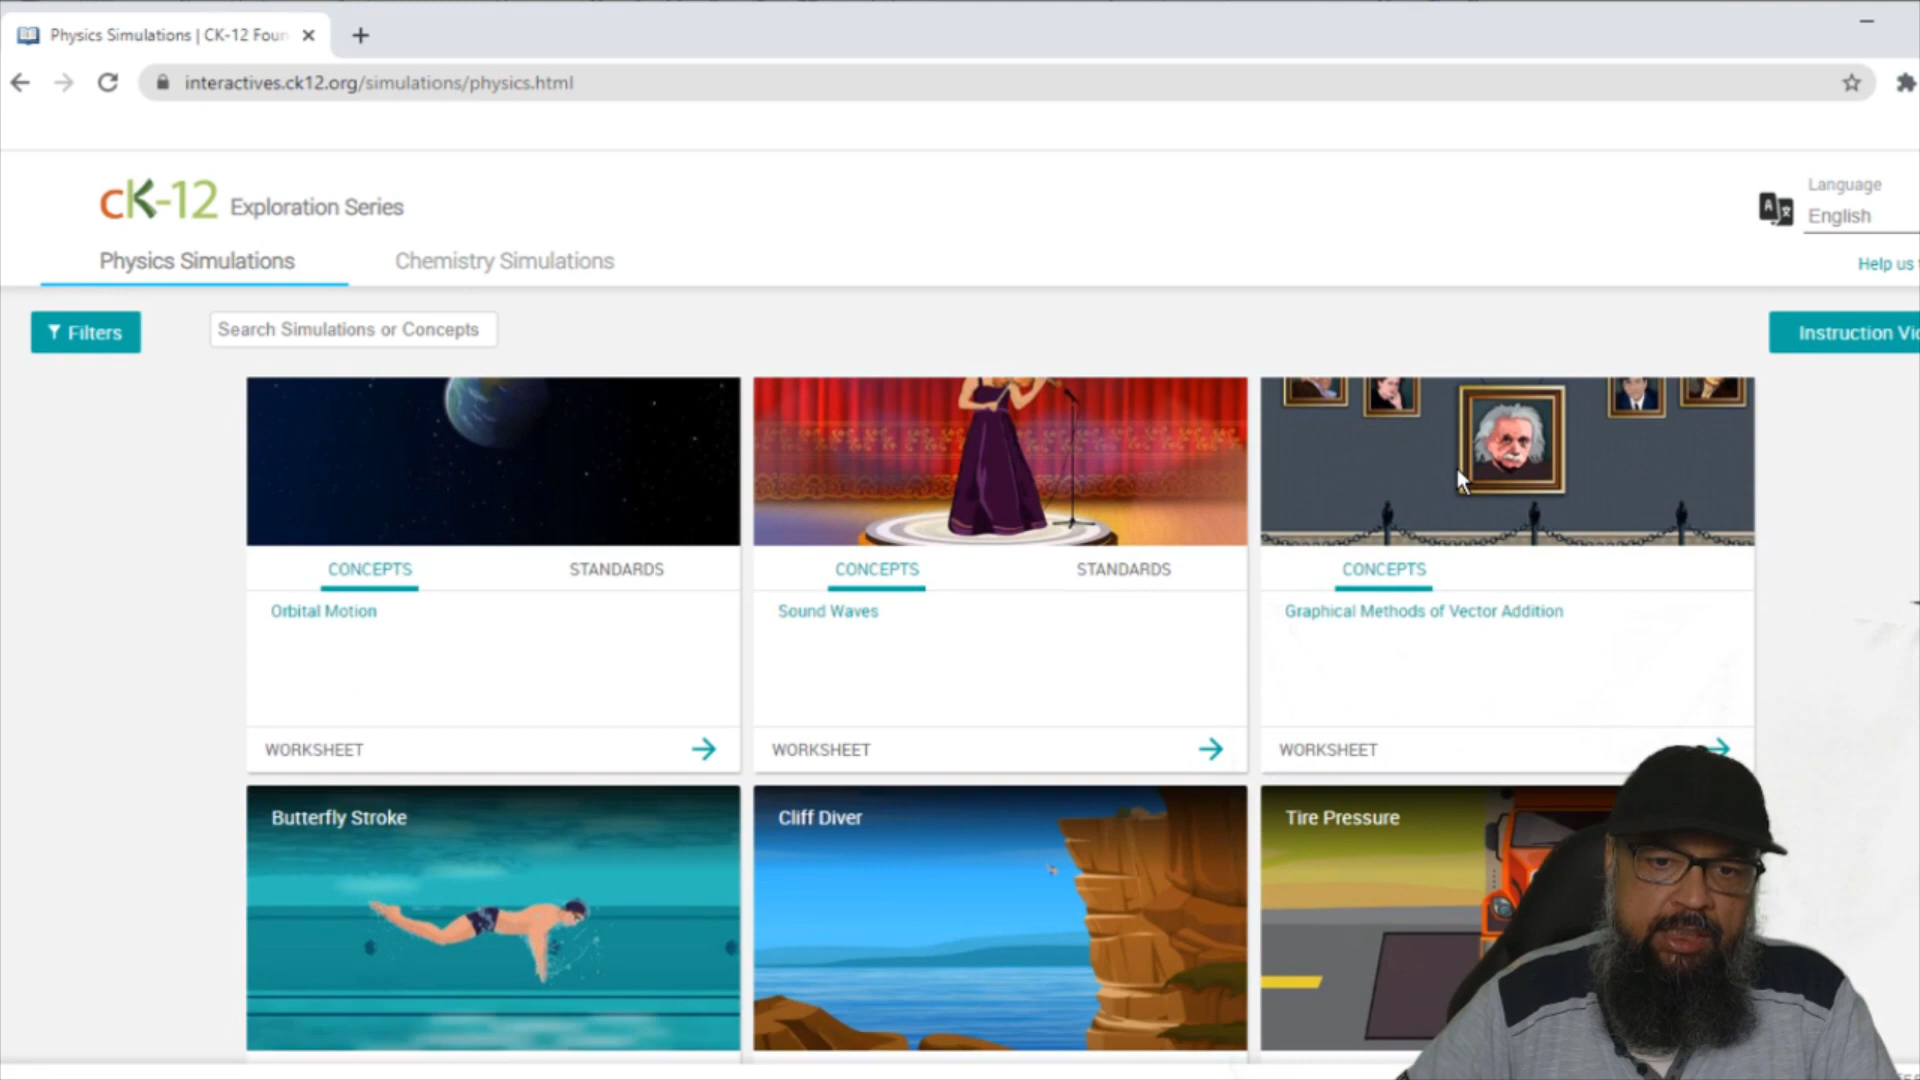 Physics Simulations | CK-12 Foun
interactives.ck12.org/simulations/physics.html
cK-12 Exploration Series
Language
English
Physics Simulations
Chemistry Simulations
Help us
Filters
Search Simulations or Concepts
Instruction Vi
CONCEPTS
STANDARDS
CONCEPTS
STANDARDS
CONCEPTS
Orbital Motion
Sound Waves
Graphical Methods of Vector Addition
WORKSHEET
WORKSHEET
WORKSHEET
Butterfly Stroke
Cliff Diver
Tire Pressure